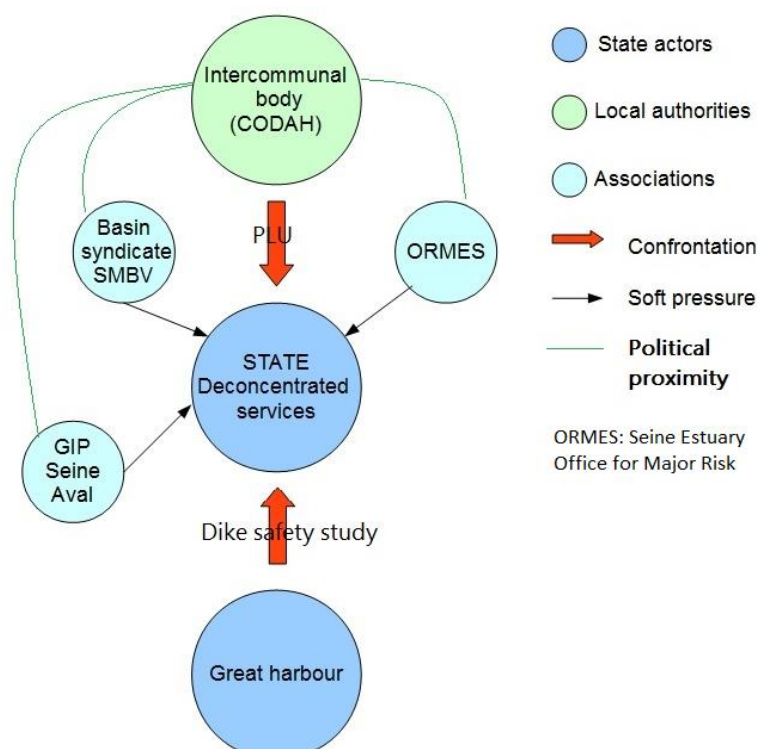 Intercommunal
body
(CODAH)
PLU
Basin
syndicate
SMBV
ORMES
STATE
Deconcentrated
services
GIP
Seine
Aval
Dike safety study
Great harbour
State actors
Local authorities
Associations
Confrontation
Soft pressure
Political
proximity
ORMES: Seine Estuary
Office for Major Risk